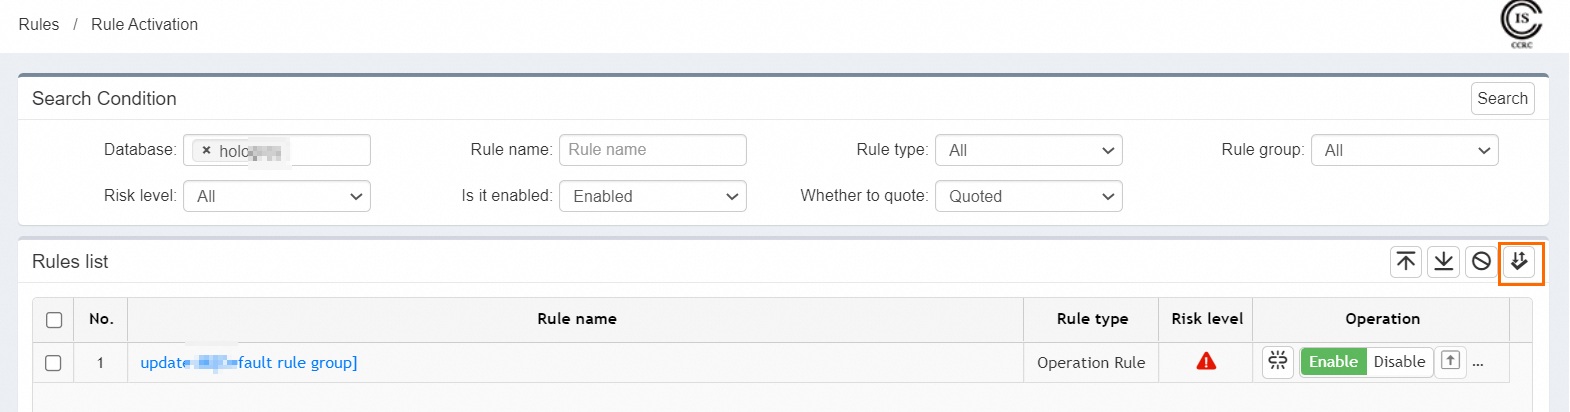 Rules / Rule Activation
IS
CCRC
Search Condition
Search
Database: × holo
Rule name: Rule name
Rule type: All
Rule group: All
Risk level: All
Is it enabled: Enabled
Whether to quote: Quoted
Rules list
No. Rule name Rule type Risk level Operation
1 update fault rule group] Operation Rule Enable Disable ...